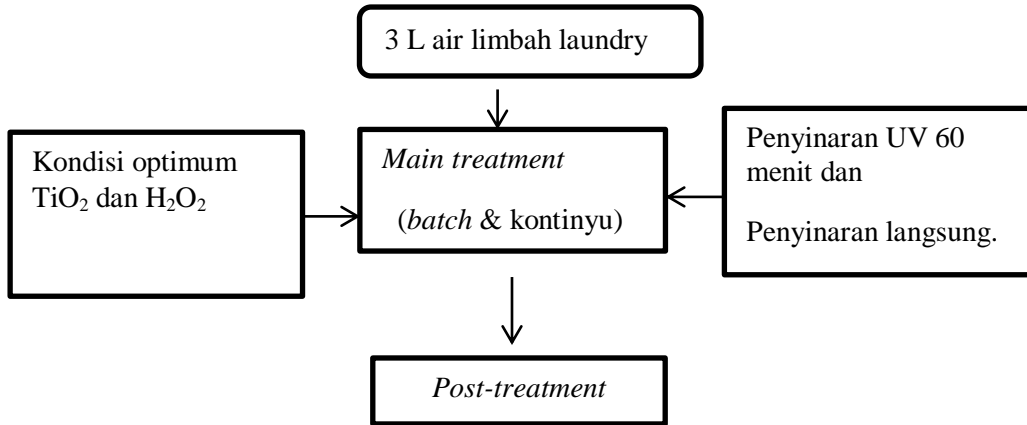 3 L air limbah laundry
Kondisi optimum
TiO₂ dan H₂O₂
Main treatment
(batch & kontinyu)
Penyinaran UV 60
menit dan
Penyinaran langsung.
Post-treatment